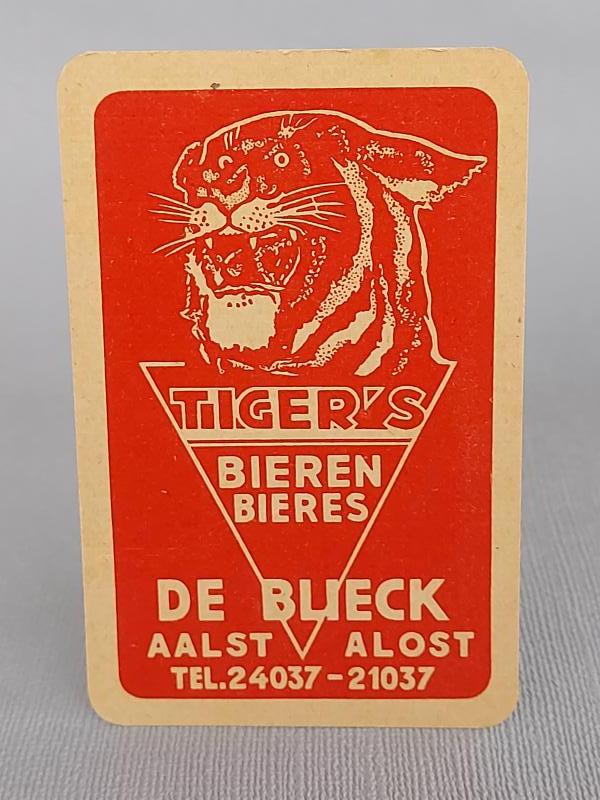 TIGER'S
BIEREN
BIERES
DE BLIECK
AALST ALOST
TEL.24037-21037